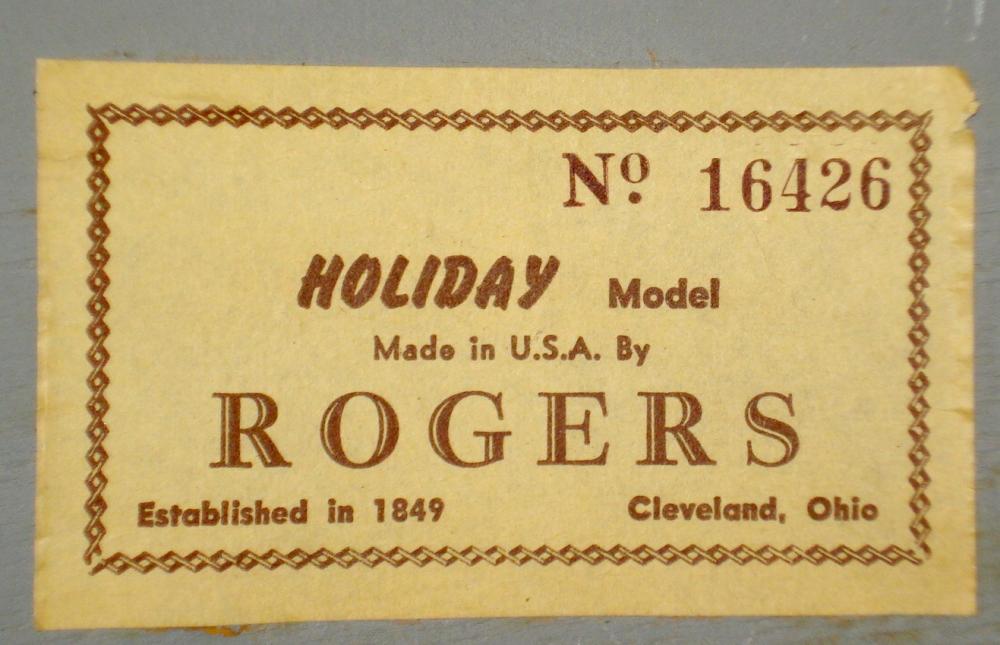 Nº 16426
HOLIDAY Model
Made in U.S.A. By
ROGERS
Established in 1849 Cleveland, Ohio